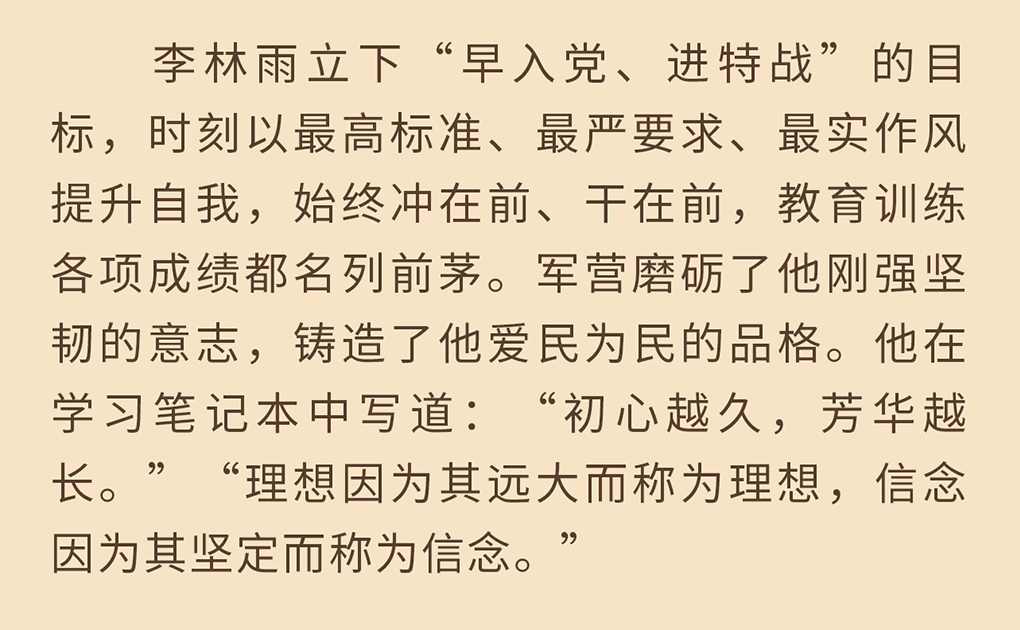 李林雨立下“早入党、进特战”的目
标，时刻以最高标准、最严要求、最实作风
提升自我，始终冲在前、干在前，教育训练
各项成绩都名列前茅。军营磨砺了他刚强坚
韧的意志，铸造了他爱民为民的品格。他在
学习笔记本中写道：“初心越久，芳华越
长。”“理想因为其远大而称为理想，信念
因为其坚定而称为信念。”